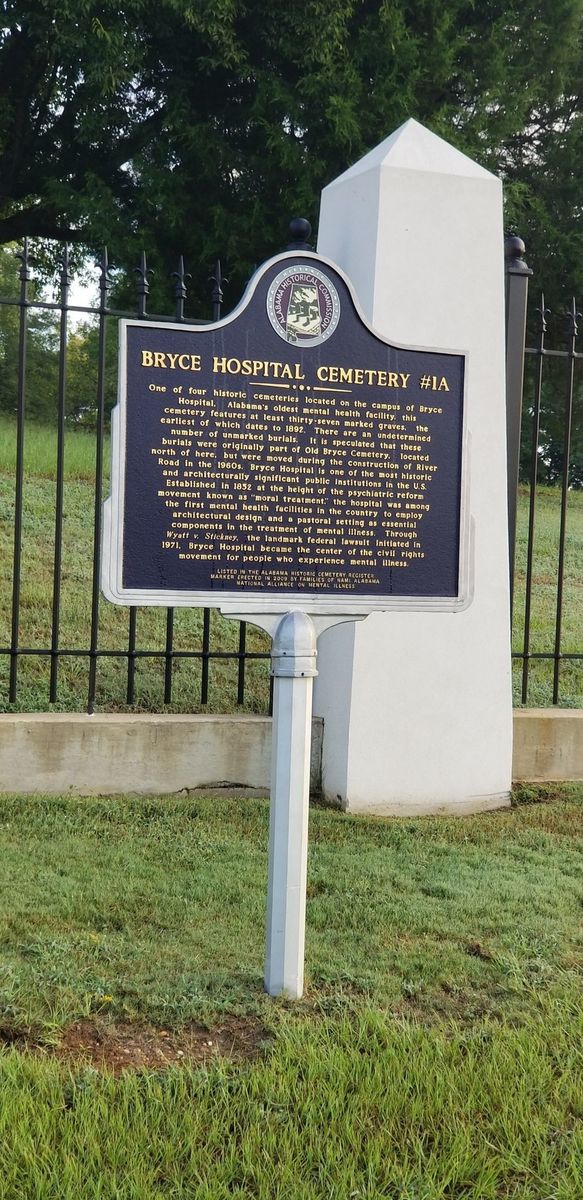 ALABAMA HISTORICAL COMMISSION
BRYCE HOSPITAL CEMETERY #1A
One of four historic cemeteries located on the campus of Bryce
Hospital, Alabama's oldest mental health facility, this
cemetery features at least thirty-seven marked graves, the
earliest of which dates to 1892. There are an undetermined
number of unmarked burials. It is speculated that these
burials were originally part of Old Bryce Cemetery, located
north of here, but were moved during the construction of River
Road in the 1960s. Bryce Hospital is one of the most historic
and architecturally significant public institutions in the U.S.
Established in 1852 at the height of the psychiatric reform
movement known as "moral treatment," the hospital was among
the first mental health facilities in the country to employ
architectural design and a pastoral setting as essential
components in the treatment of mental illness. Through
Wyatt v. Stickney, the landmark federal lawsuit initiated in
1971, Bryce Hospital became the center of the civil rights
movement for people who experience mental illness.
LISTED IN THE ALABAMA HISTORIC CEMETERY REGISTER
MARKER ERECTED IN 2009 BY FAMILIES OF NAMI ALABAMA
NATIONAL ALLIANCE ON MENTAL ILLNESS